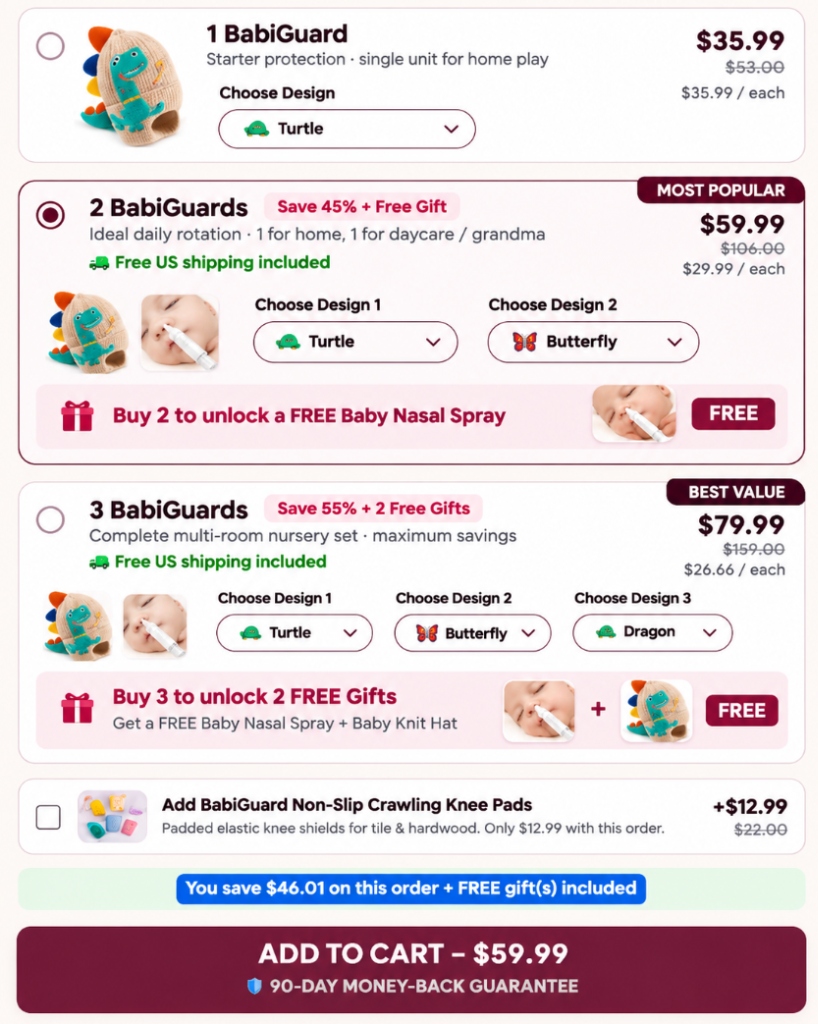 1 BabiGuard
$35.99
Starter protection · single unit for home play
$53.00
$35.99 / each
Choose Design
Turtle
MOST POPULAR
2 BabiGuards
Save 45% + Free Gift
$59.99
Ideal daily rotation · 1 for home, 1 for daycare / grandma
$106.00
Free US shipping included
$29.99 / each
Choose Design 1
Choose Design 2
Turtle
Butterfly
Buy 2 to unlock a FREE Baby Nasal Spray
FREE
BEST VALUE
3 BabiGuards
Save 55% + 2 Free Gifts
$79.99
Complete multi-room nursery set · maximum savings
$159.00
Free US shipping included
$26.66 / each
Choose Design 1
Choose Design 2
Choose Design 3
Turtle
Butterfly
Dragon
Buy 3 to unlock 2 FREE Gifts
Get a FREE Baby Nasal Spray + Baby Knit Hat
+
FREE
Add BabiGuard Non-Slip Crawling Knee Pads
+$12.99
Padded elastic knee shields for tile & hardwood. Only $12.99 with this order.
$22.00
You save $46.01 on this order + FREE gift(s) included
ADD TO CART – $59.99
90-DAY MONEY-BACK GUARANTEE